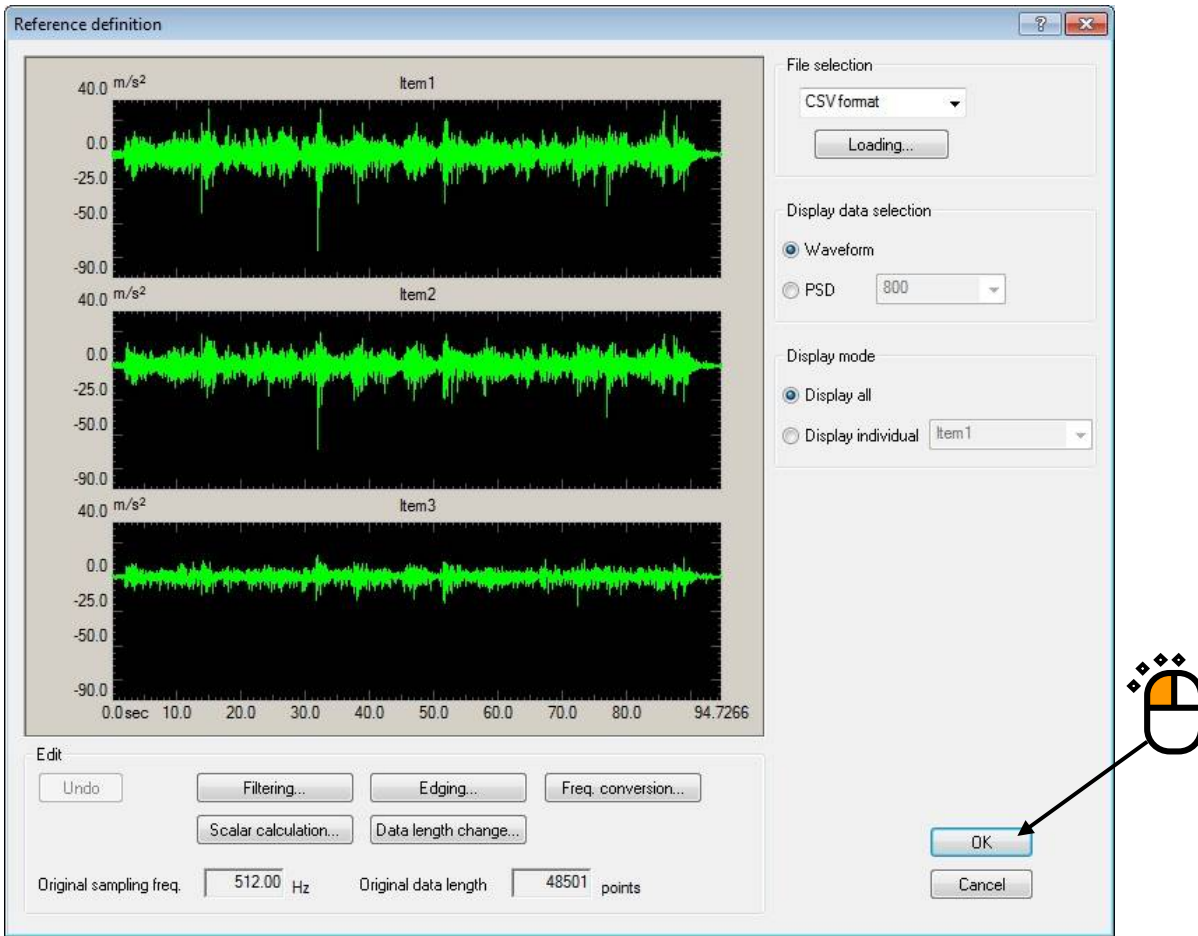 Reference definition
40.0 m/s² Item1
0.0
-25.0
-50.0
-90.0
40.0 m/s² Item2
0.0
-25.0
-50.0
-90.0
40.0 m/s² Item3
0.0
-25.0
-50.0
-90.0
0.0sec 10.0 20.0 30.0 40.0 50.0 60.0 70.0 80.0 94.7266
File selection
CSV format
Loading...
Display data selection
Waveform
PSD 800
Display mode
Display all
Display individual Item1
Edit
Undo Filtering... Edging... Freq. conversion...
Scalar calculation... Data length change...
Original sampling freq. 512.00 Hz Original data length 48501 points
OK
Cancel